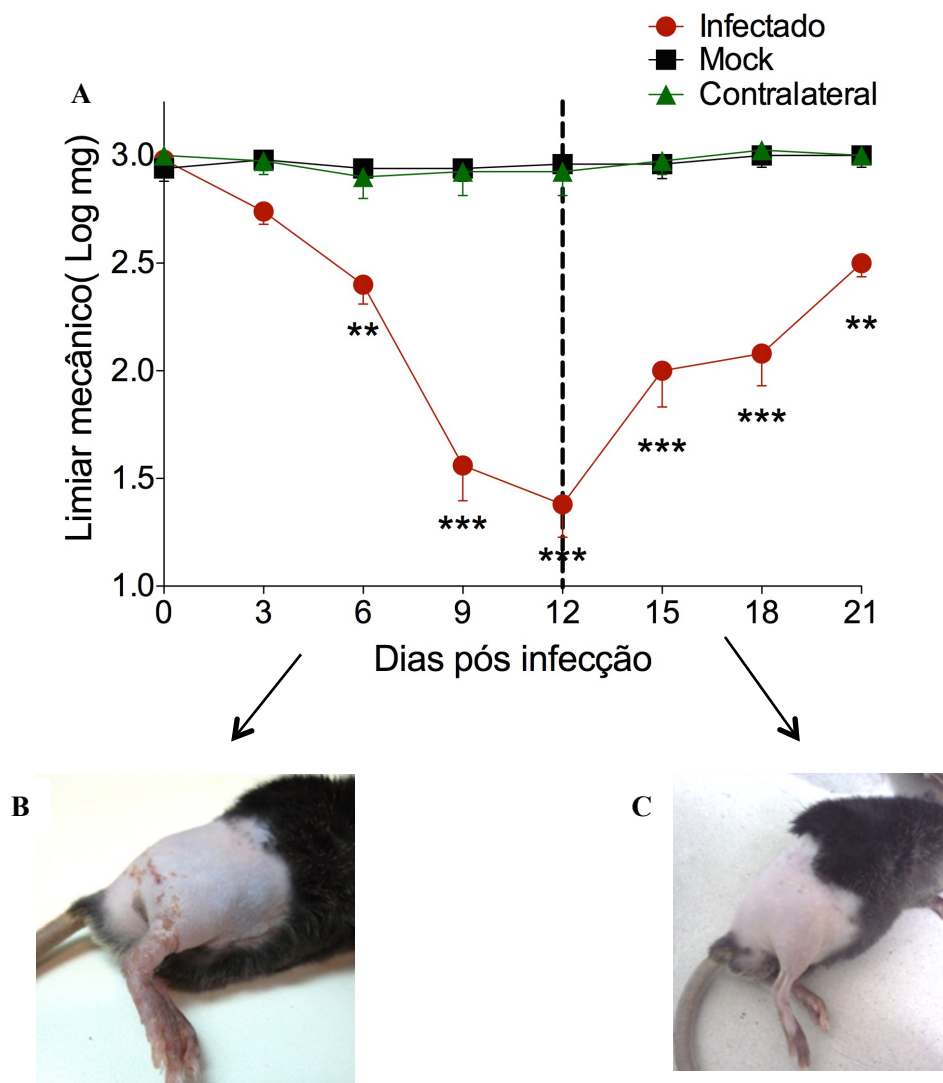 Infectado
Mock
Contralateral
A
Limiar mecânico( Log mg)
3.0
2.5
2.0
1.5
1.0
**
***
***
***
***
**
0 3 6 9 12 15 18 21
Dias pós infecção
B
C